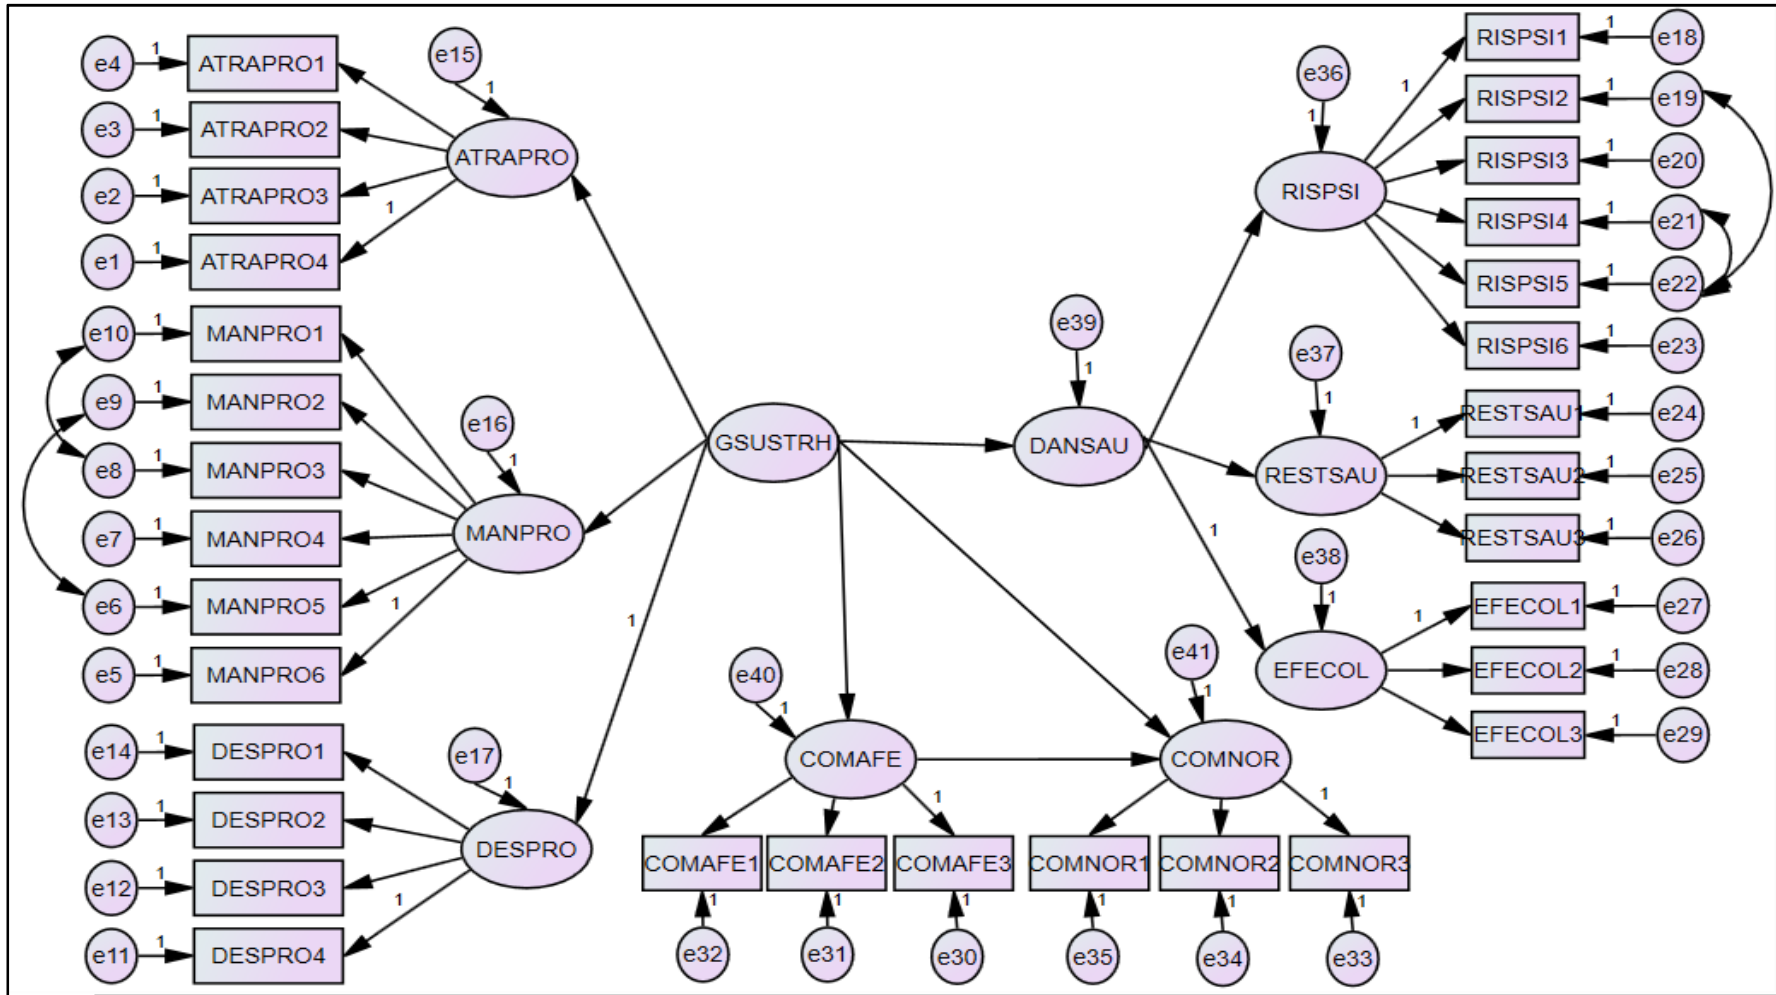 e4 1 ATRAPRO1
e3 1 ATRAPRO2
e2 1 ATRAPRO3
e1 1 ATRAPRO4
1
e15
1
ATRAPRO
e10 1 MANPRO1
e9 1 MANPRO2
e8 1 MANPRO3
e7 1 MANPRO4
e6 1 MANPRO5
e5 1 MANPRO6
1
e16
1
MANPRO
e14 1 DESPRO1
e13 1 DESPRO2
e12 1 DESPRO3
e11 1 DESPRO4
1
e17
1
DESPRO
1
GSUSTRH
e39
1
DANSAU
1
e40
1
COMAFE
1
COMAFE1 COMAFE2 COMAFE3
1 1 1
e32 e31 e30
e41
1
COMNOR
1
COMNOR1 COMNOR2 COMNOR3
1 1 1
e35 e34 e33
e36
1
RISPSI
1
RISPSI1 1 e18
RISPSI2 1 e19
RISPSI3 1 e20
RISPSI4 1 e21
RISPSI5 1 e22
RISPSI6 1 e23
e37
1
RESTSAU
1
RESTSAU1 1 e24
RESTSAU2 1 e25
RESTSAU3 1 e26
e38
1
EFECOL
1
EFECOL1 1 e27
EFECOL2 1 e28
EFECOL3 1 e29